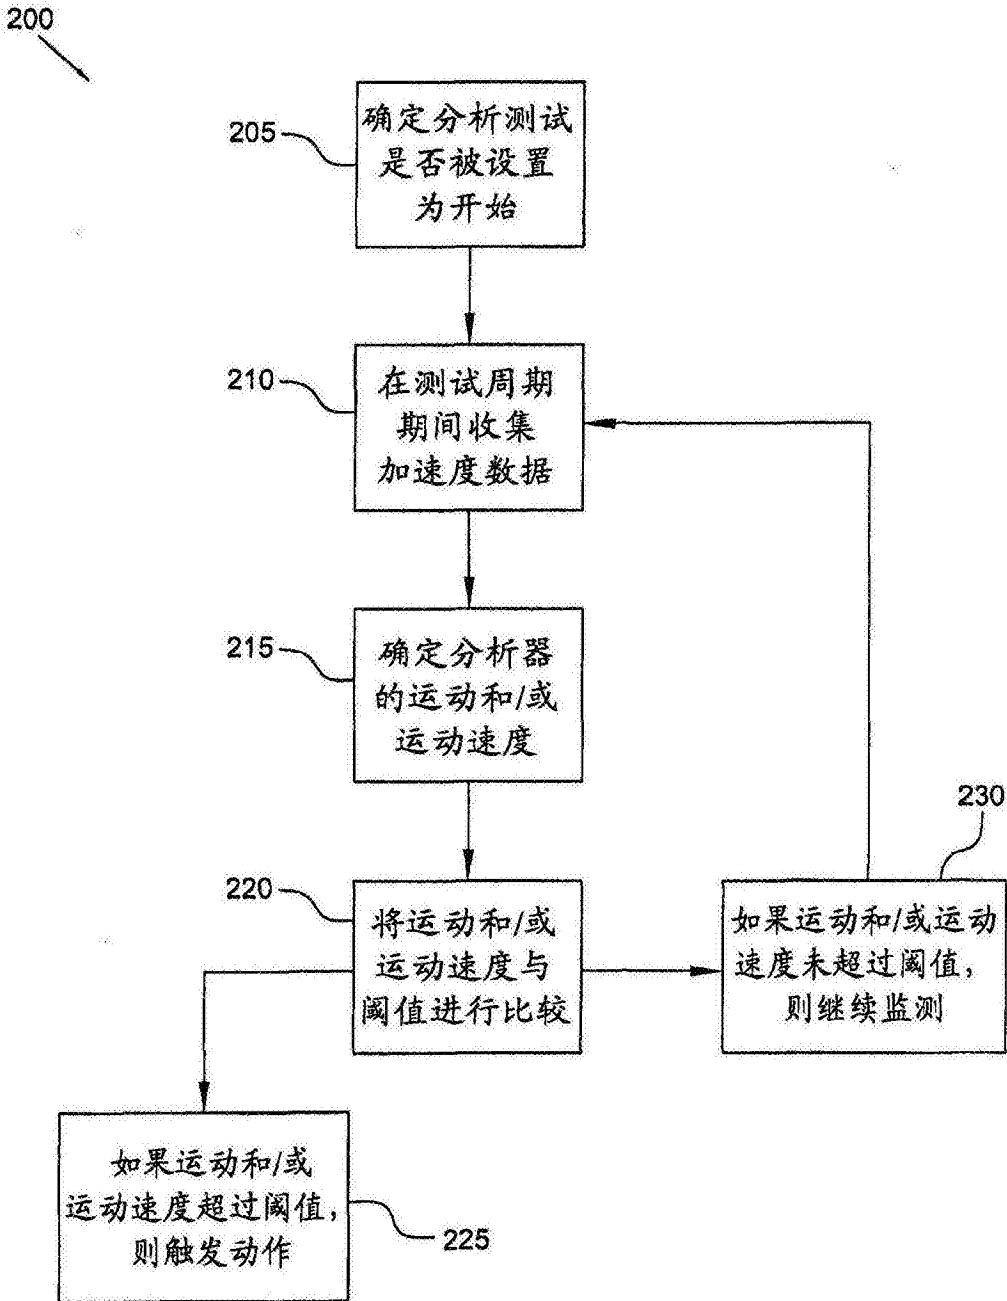 200
205
确定分析测试
是否被设置
为开始
210
在测试周期
期间收集
加速度数据
215
确定分析器
的运动和/或
运动速度
220
将运动和/或
运动速度与
阈值进行比较
230
如果运动和/或运动
速度未超过阈值，
则继续监测
如果运动和/或
运动速度超过阈值，
则触发动作
225